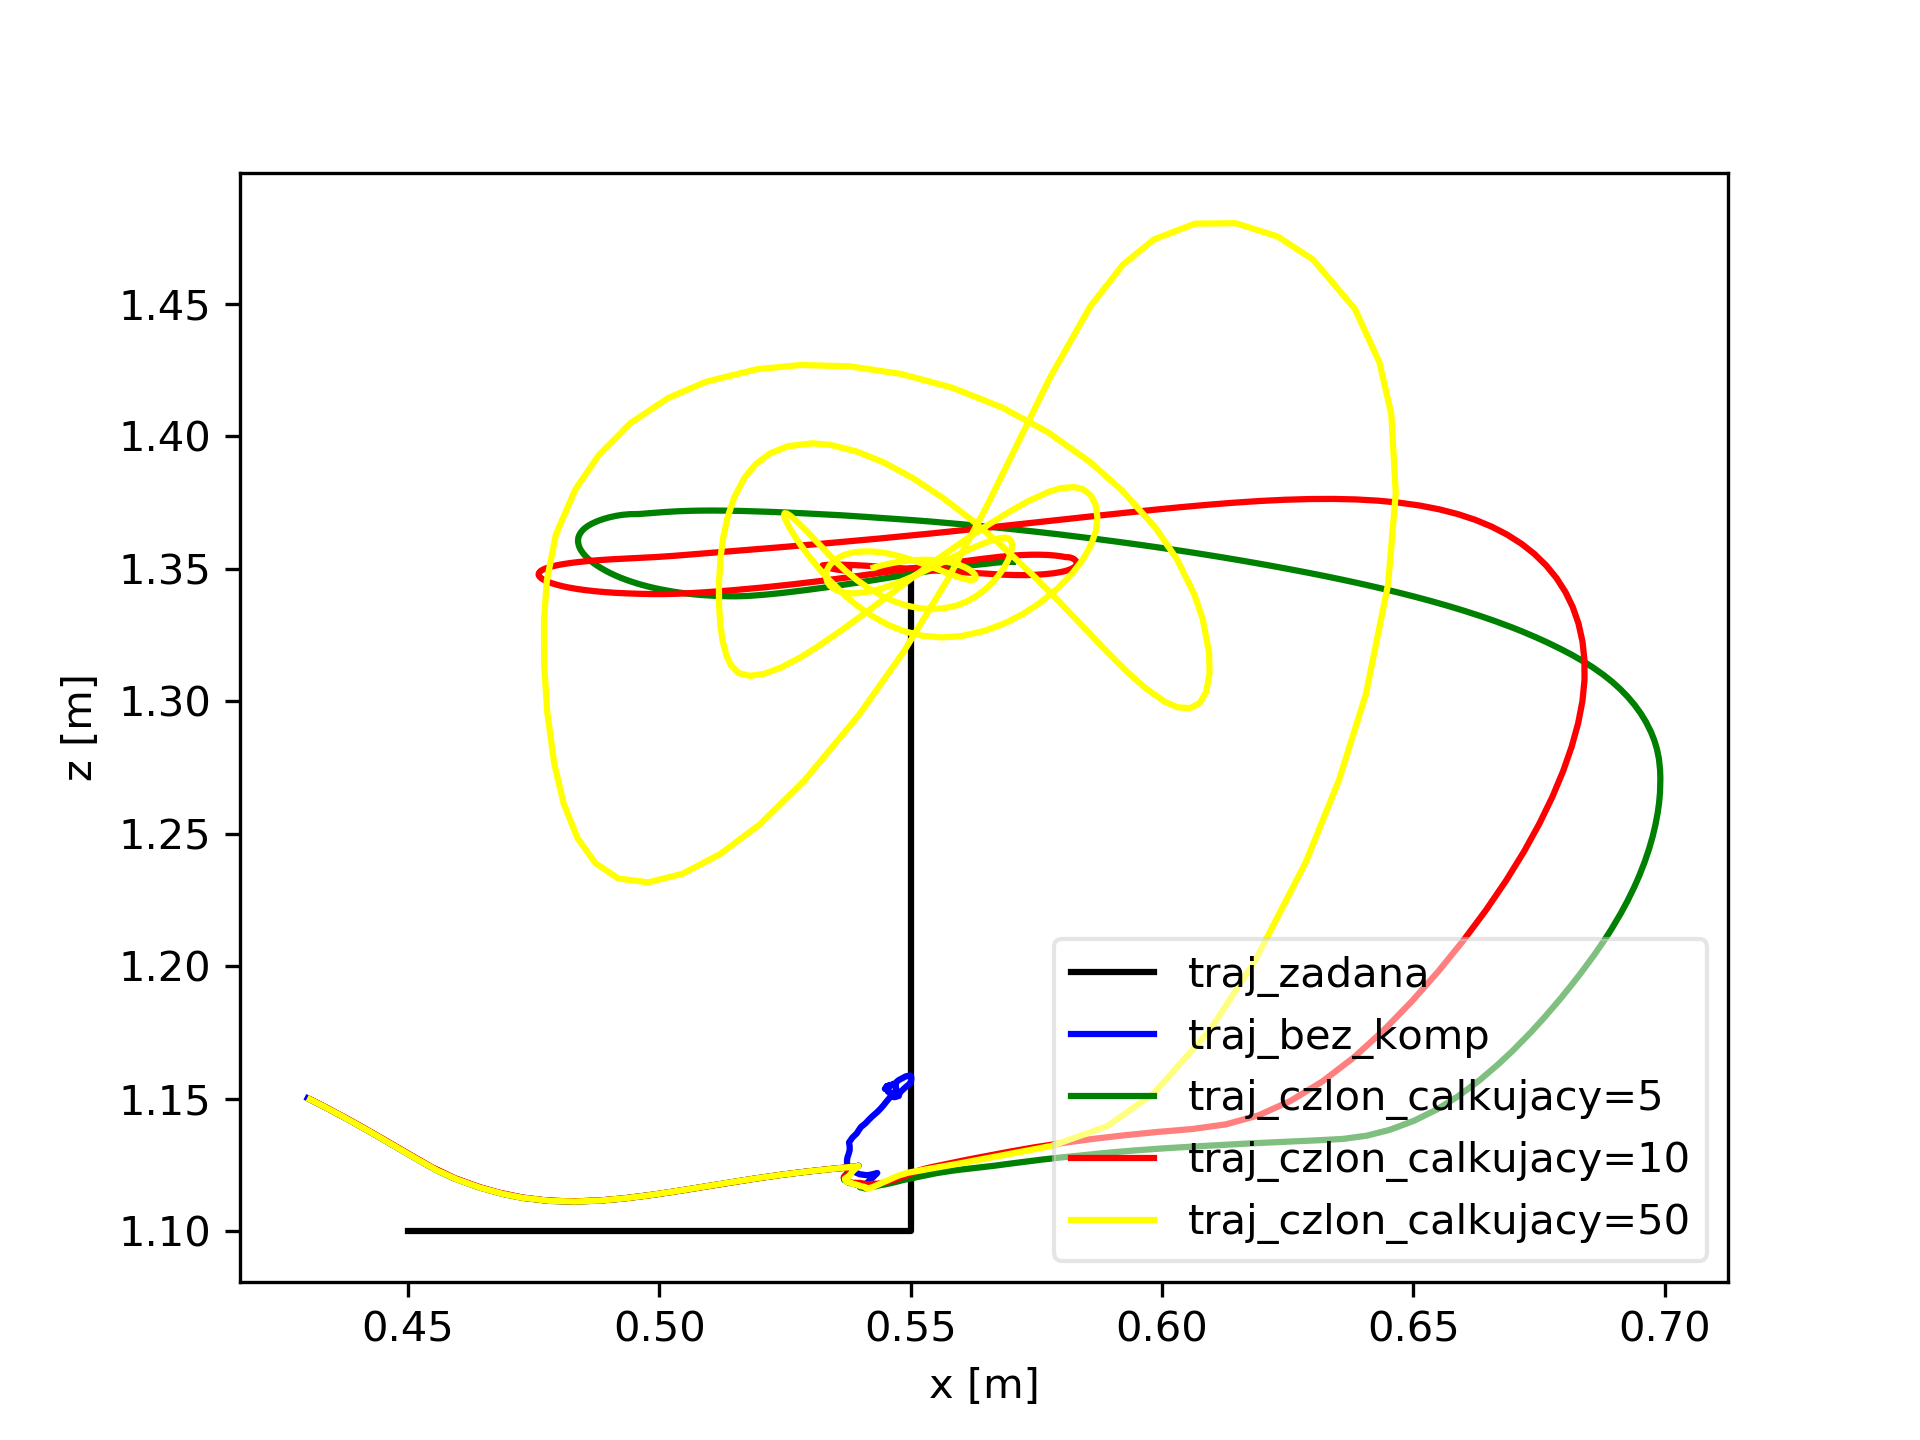 1.45
1.40
1.35
1.30
1.25
1.20
1.15
1.10
z [m]
traj_zadana
traj_bez_komp
traj_czlon_calkujacy=5
traj_czlon_calkujacy=10
traj_czlon_calkujacy=50
0.45 0.50 0.55 0.60 0.65 0.70
x [m]